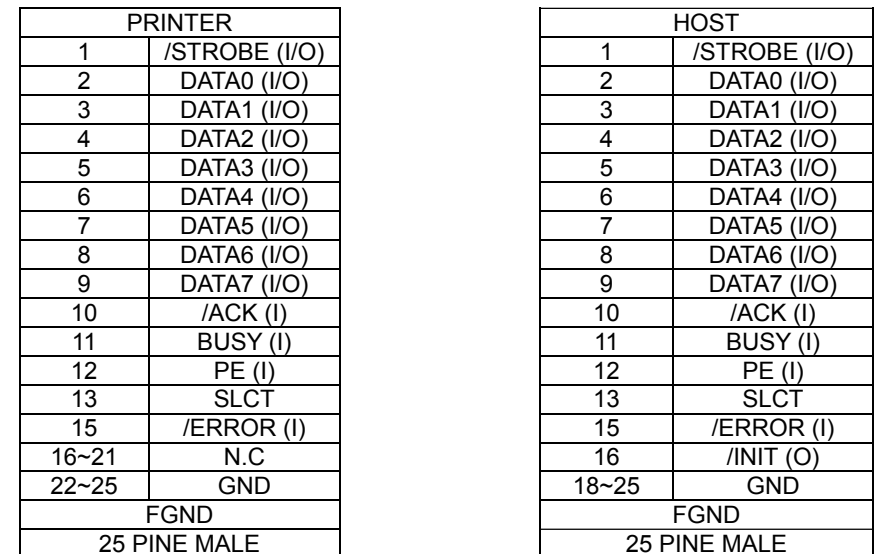 PRINTER
1 /STROBE (I/O)
2 DATA0 (I/O)
3 DATA1 (I/O)
4 DATA2 (I/O)
5 DATA3 (I/O)
6 DATA4 (I/O)
7 DATA5 (I/O)
8 DATA6 (I/O)
9 DATA7 (I/O)
10 /ACK (I)
11 BUSY (I)
12 PE (I)
13 SLCT
15 /ERROR (I)
16~21 N.C
22~25 GND
FGND
25 PINE MALE
HOST
1 /STROBE (I/O)
2 DATA0 (I/O)
3 DATA1 (I/O)
4 DATA2 (I/O)
5 DATA3 (I/O)
6 DATA4 (I/O)
7 DATA5 (I/O)
8 DATA6 (I/O)
9 DATA7 (I/O)
10 /ACK (I)
11 BUSY (I)
12 PE (I)
13 SLCT
15 /ERROR (I)
16 /INIT (O)
18~25 GND
FGND
25 PINE MALE